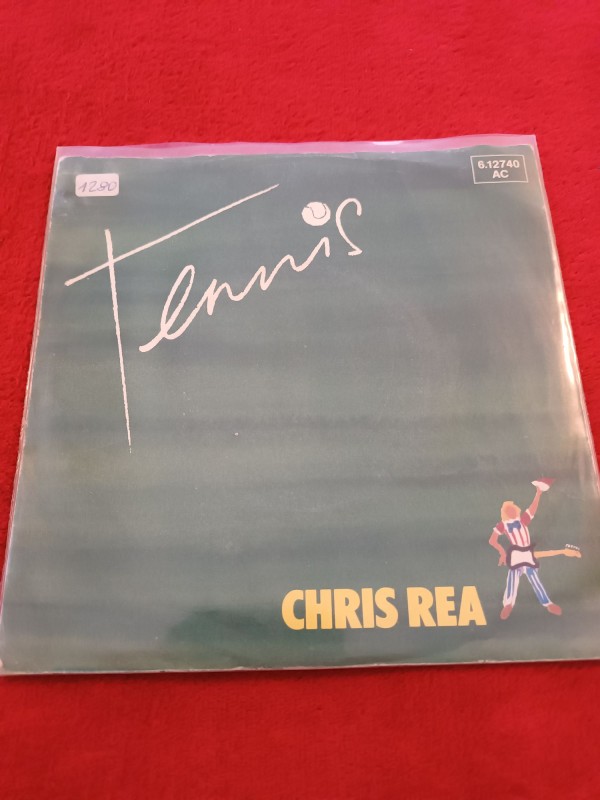 6.12740
AC
1280
Tennis
CHRIS REA